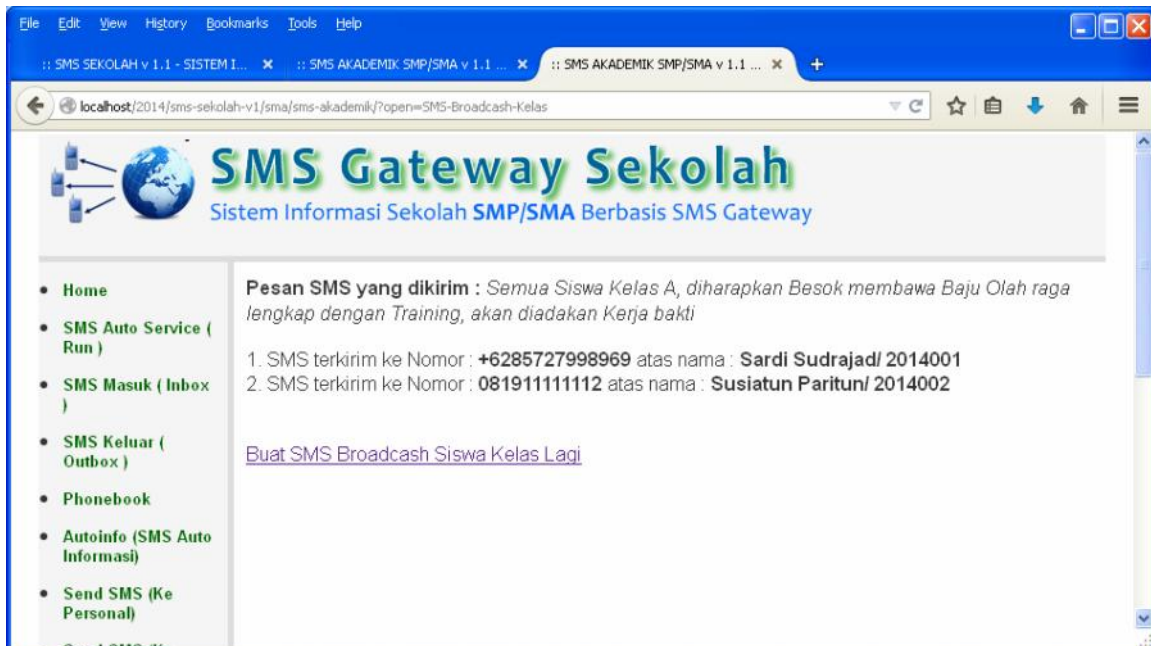 File Edit View History Bookmarks Tools Help
:: SMS SEKOLAH v 1.1 - SISTEM I... × :: SMS AKADEMIK SMP/SMA v 1.1 ... × :: SMS AKADEMIK SMP/SMA v 1.1 ... × +
localhost/2014/sms-sekolah-v1/sma/sms-akademik/?open=SMS-Broadcash-Kelas
SMS Gateway Sekolah
Sistem Informasi Sekolah SMP/SMA Berbasis SMS Gateway
Home
SMS Auto Service (
Run )
SMS Masuk ( Inbox
)
SMS Keluar (
Outbox )
Phonebook
Autoinfo (SMS Auto
Informasi)
Send SMS (Ke
Personal)
Pesan SMS yang dikirim : Semua Siswa Kelas A, diharapkan Besok membawa Baju Olah raga
lengkap dengan Training, akan diadakan Kerja bakti
1. SMS terkirim ke Nomor : +6285727998969 atas nama : Sardi Sudrajad/ 2014001
2. SMS terkirim ke Nomor : 081911111112 atas nama : Susiatun Paritun/ 2014002
Buat SMS Broadcash Siswa Kelas Lagi